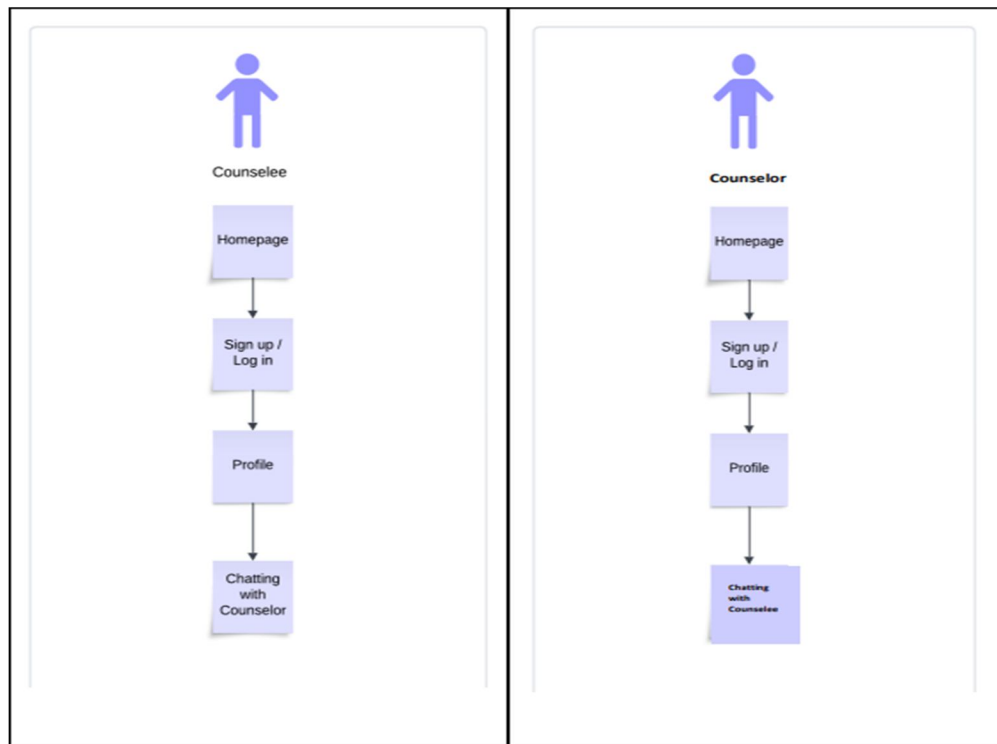 Counselee
Homepage
Sign up /
Log in
Profile
Chatting
with
Counselor
Counselor
Homepage
Sign up /
Log in
Profile
Chatting
with
Counselee